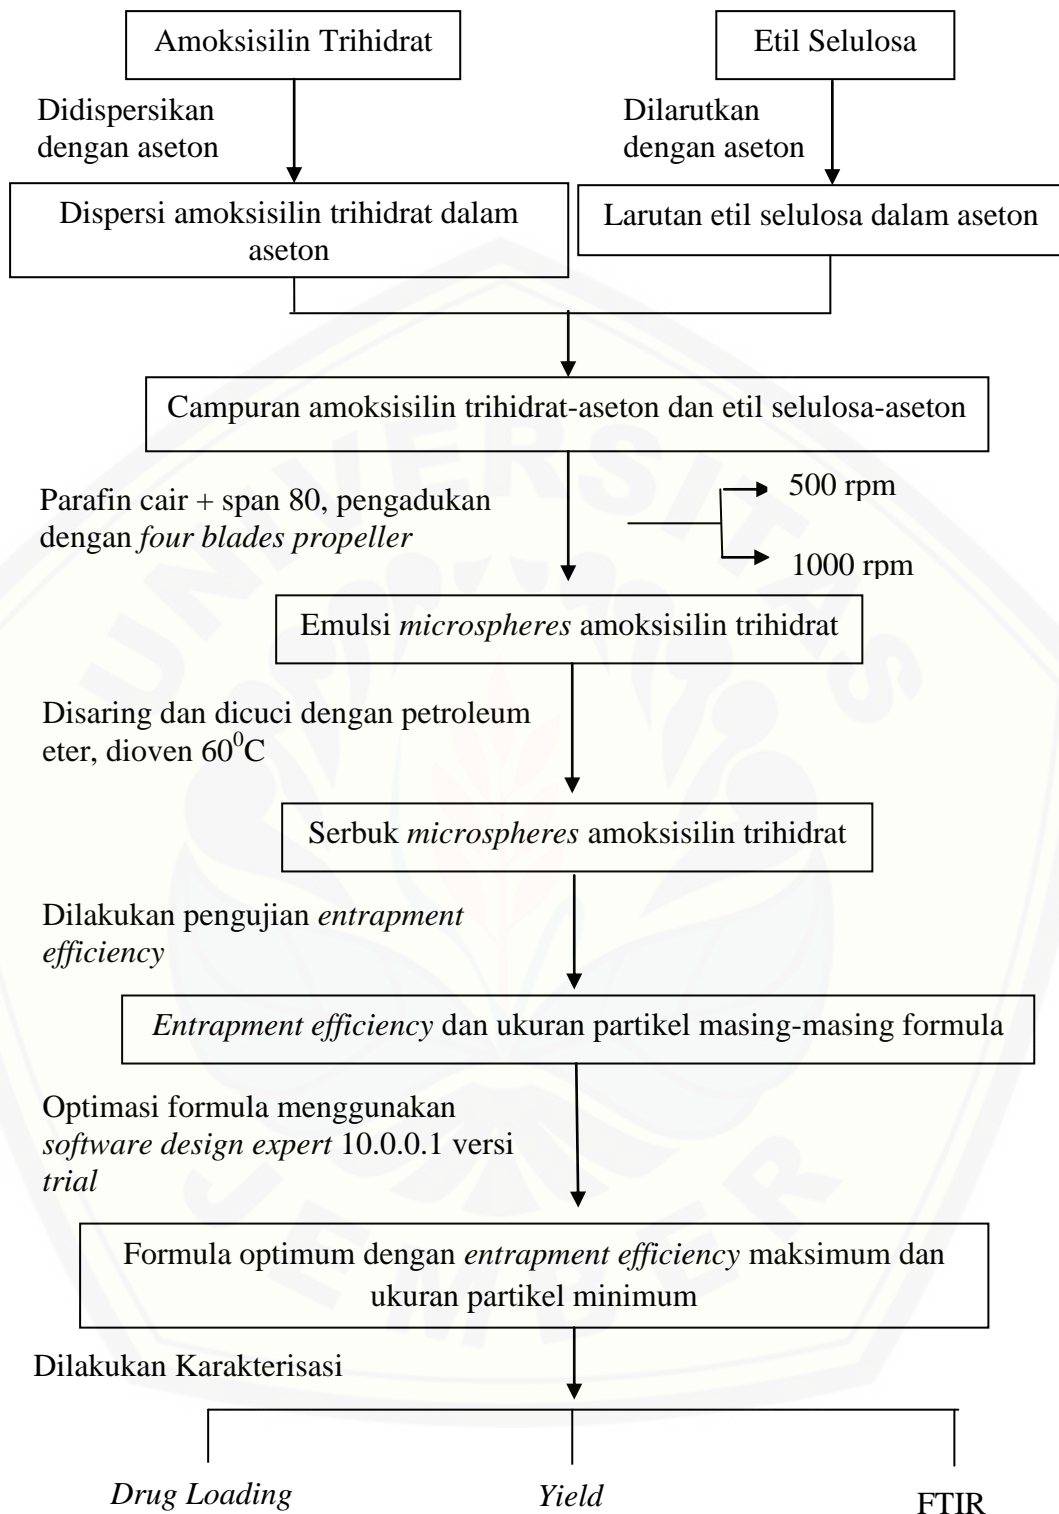 Amoksisilin Trihidrat
Etil Selulosa
Didispersikan
dengan aseton
Dilarutkan
dengan aseton
Dispersi amoksisilin trihidrat dalam
aseton
Larutan etil selulosa dalam aseton
Campuran amoksisilin trihidrat-aseton dan etil selulosa-aseton
Parafin cair + span 80, pengadukan
dengan four blades propeller
500 rpm
1000 rpm
Emulsi microspheres amoksisilin trihidrat
Disaring dan dicuci dengan petroleum
eter, dioven 60⁰C
Serbuk microspheres amoksisilin trihidrat
Dilakukan pengujian entrapment
efficiency
Entrapment efficiency dan ukuran partikel masing-masing formula
Optimasi formula menggunakan
software design expert 10.0.0.1 versi
trial
Formula optimum dengan entrapment efficiency maksimum dan
ukuran partikel minimum
Dilakukan Karakterisasi
Drug Loading
Yield
FTIR
UNIVERSITAS
JEMBER